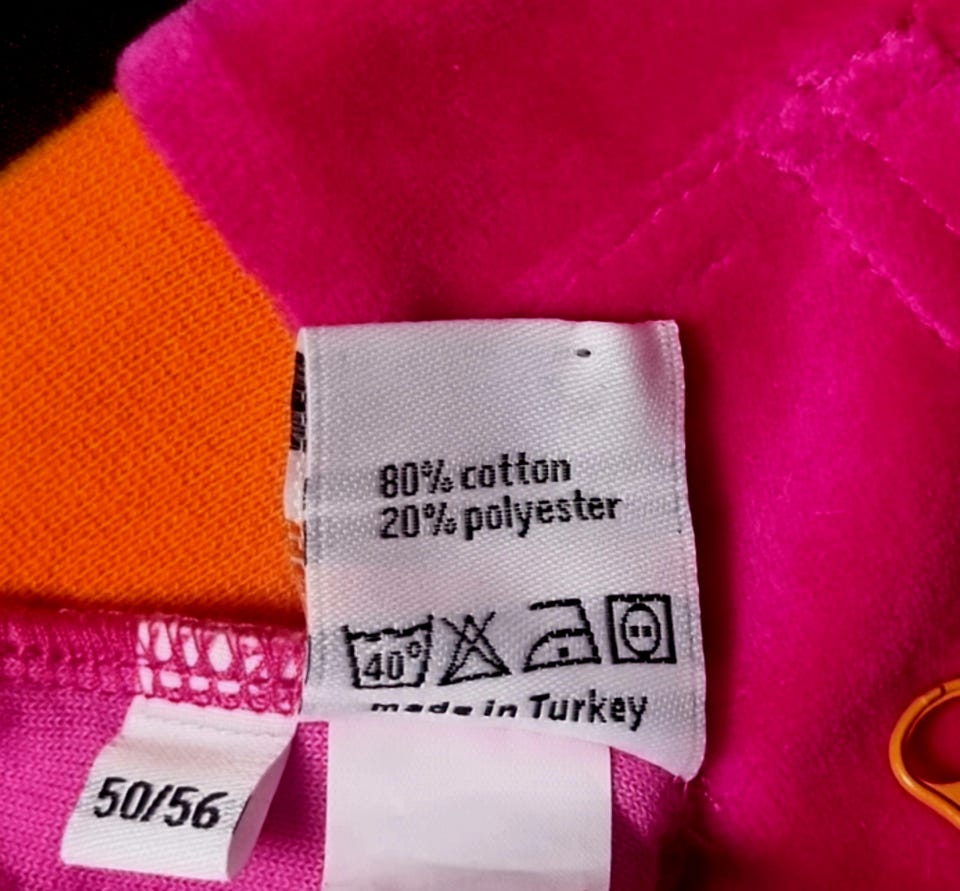 80% cotton
20% polyester
40°
made in Turkey
50/56